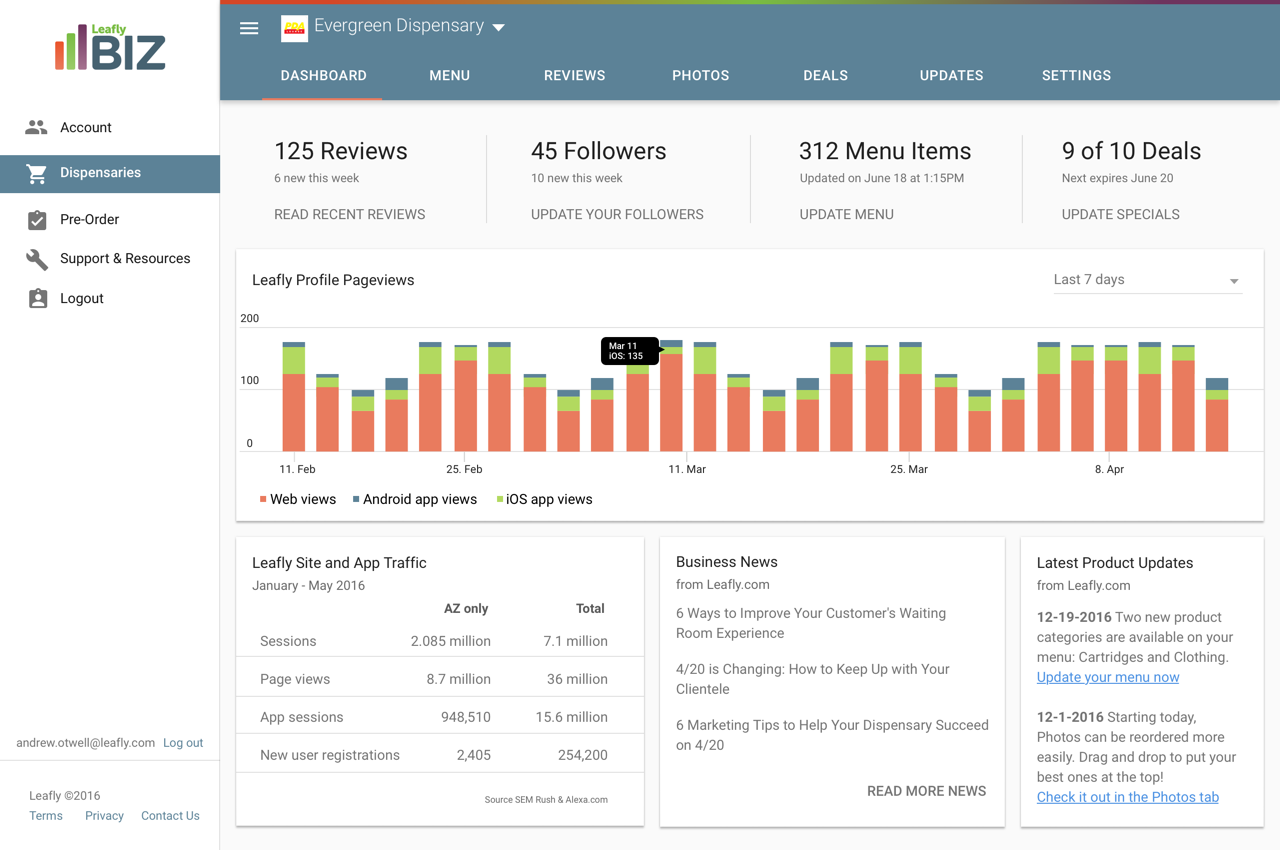 Leafly
BIZ
Account
Dispensaries
Pre-Order
Support & Resources
Logout
andrew.otwell@leafly.com Log out
Leafly ©2016
Terms Privacy Contact Us
Evergreen Dispensary
DASHBOARD MENU REVIEWS PHOTOS DEALS UPDATES SETTINGS
125 Reviews
6 new this week
READ RECENT REVIEWS
45 Followers
10 new this week
UPDATE YOUR FOLLOWERS
312 Menu Items
Updated on June 18 at 1:15PM
UPDATE MENU
9 of 10 Deals
Next expires June 20
UPDATE SPECIALS
Leafly Profile Pageviews
Last 7 days
200
100
0
Mar 11
iOS: 135
11. Feb 25. Feb 11. Mar 25. Mar 8. Apr
Web views Android app views iOS app views
Leafly Site and App Traffic
January - May 2016
AZ only Total
Sessions 2.085 million 7.1 million
Page views 8.7 million 36 million
App sessions 948,510 15.6 million
New user registrations 2,405 254,200
Source SEM Rush & Alexa.com
Business News
from Leafly.com
6 Ways to Improve Your Customer's Waiting
Room Experience
4/20 is Changing: How to Keep Up with Your
Clientele
6 Marketing Tips to Help Your Dispensary Succeed
on 4/20
READ MORE NEWS
Latest Product Updates
from Leafly.com
12-19-2016 Two new product
categories are available on your
menu: Cartridges and Clothing.
Update your menu now
12-1-2016 Starting today,
Photos can be reordered more
easily. Drag and drop to put your
best ones at the top!
Check it out in the Photos tab